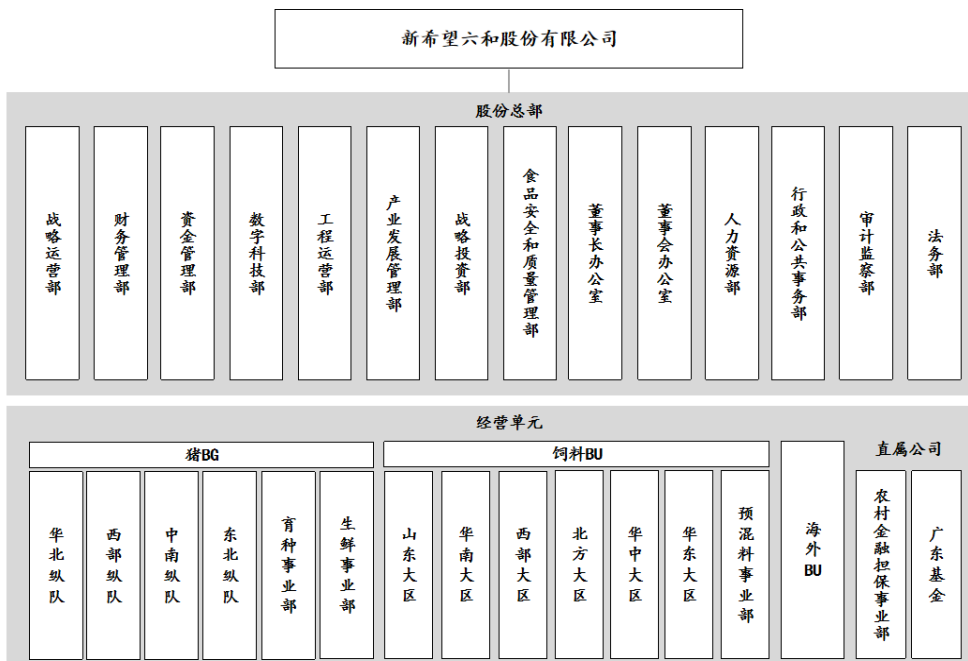 新希望六和股份有限公司
股份总部
战略运营部
财务管理部
资金管理部
数字科技部
工程运营部
产业发展管理部
战略投资部
食品安全和质量管理部
董事长办公室
董事会办公室
人力资源部
行政和公共事务部
审计监察部
法务部
经营单元
猪BG
饲料BU
直属公司
华北纵队
西部纵队
中南纵队
东北纵队
育种事业部
生鲜事业部
山东大区
华南大区
西部大区
北方大区
华中大区
华东大区
预混料事业部
海外BU
农村金融担保事业部
广东基金